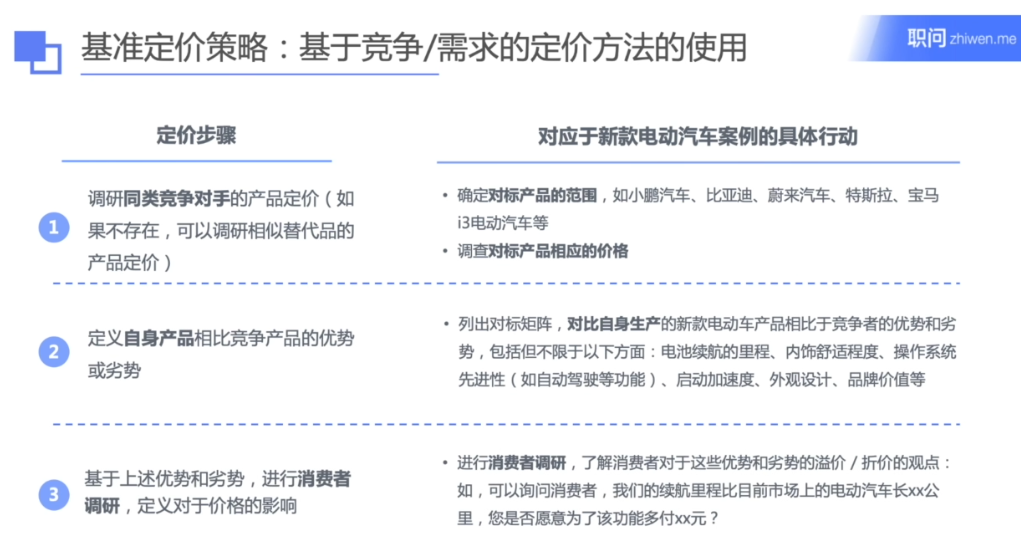 基准定价策略：基于竞争/需求的定价方法的使用
职问 zhiwen.me
定价步骤
对应于新款电动汽车案例的具体行动
1
调研同类竞争对手的产品定价（如
果不存在，可以调研相似替代品的
产品定价）
• 确定对标产品的范围，如小鹏汽车、比亚迪、蔚来汽车、特斯拉、宝马
i3电动汽车等
• 调查对标产品相应的价格
2
定义自身产品相比竞争产品的优势
或劣势
• 列出对标矩阵，对比自身生产的新款电动车产品相比于竞争者的优势和劣
势，包括但不限于以下方面：电池续航的里程、内饰舒适程度、操作系统
先进性（如自动驾驶等功能）、启动加速度、外观设计、品牌价值等
3
基于上述优势和劣势，进行消费者
调研，定义对于价格的影响
• 进行消费者调研，了解消费者对于这些优势和劣势的溢价／折价的观点：
如，可以询问消费者，我们的续航里程比目前市场上的电动汽车长xx公
里，您是否愿意为了该功能多付xx元？